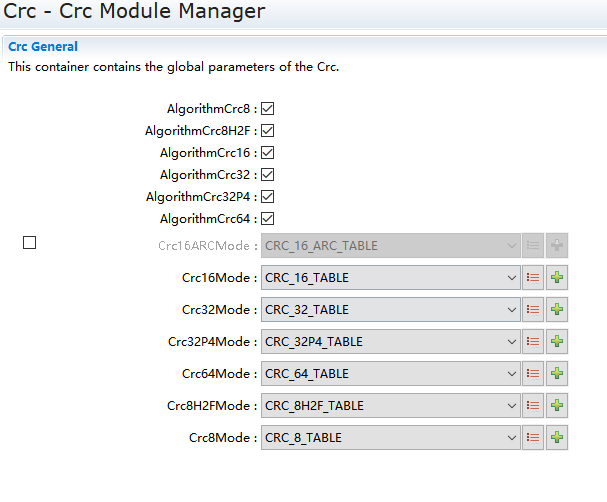 Crc - Crc Module Manager
Crc General
This container contains the global parameters of the Crc.
AlgorithmCrc8 :
AlgorithmCrc8H2F :
AlgorithmCrc16 :
AlgorithmCrc32 :
AlgorithmCrc32P4 :
AlgorithmCrc64 :
Crc16ARCMode : CRC_16_ARC_TABLE
Crc16Mode : CRC_16_TABLE
Crc32Mode : CRC_32_TABLE
Crc32P4Mode : CRC_32P4_TABLE
Crc64Mode : CRC_64_TABLE
Crc8H2FMode : CRC_8H2F_TABLE
Crc8Mode : CRC_8_TABLE